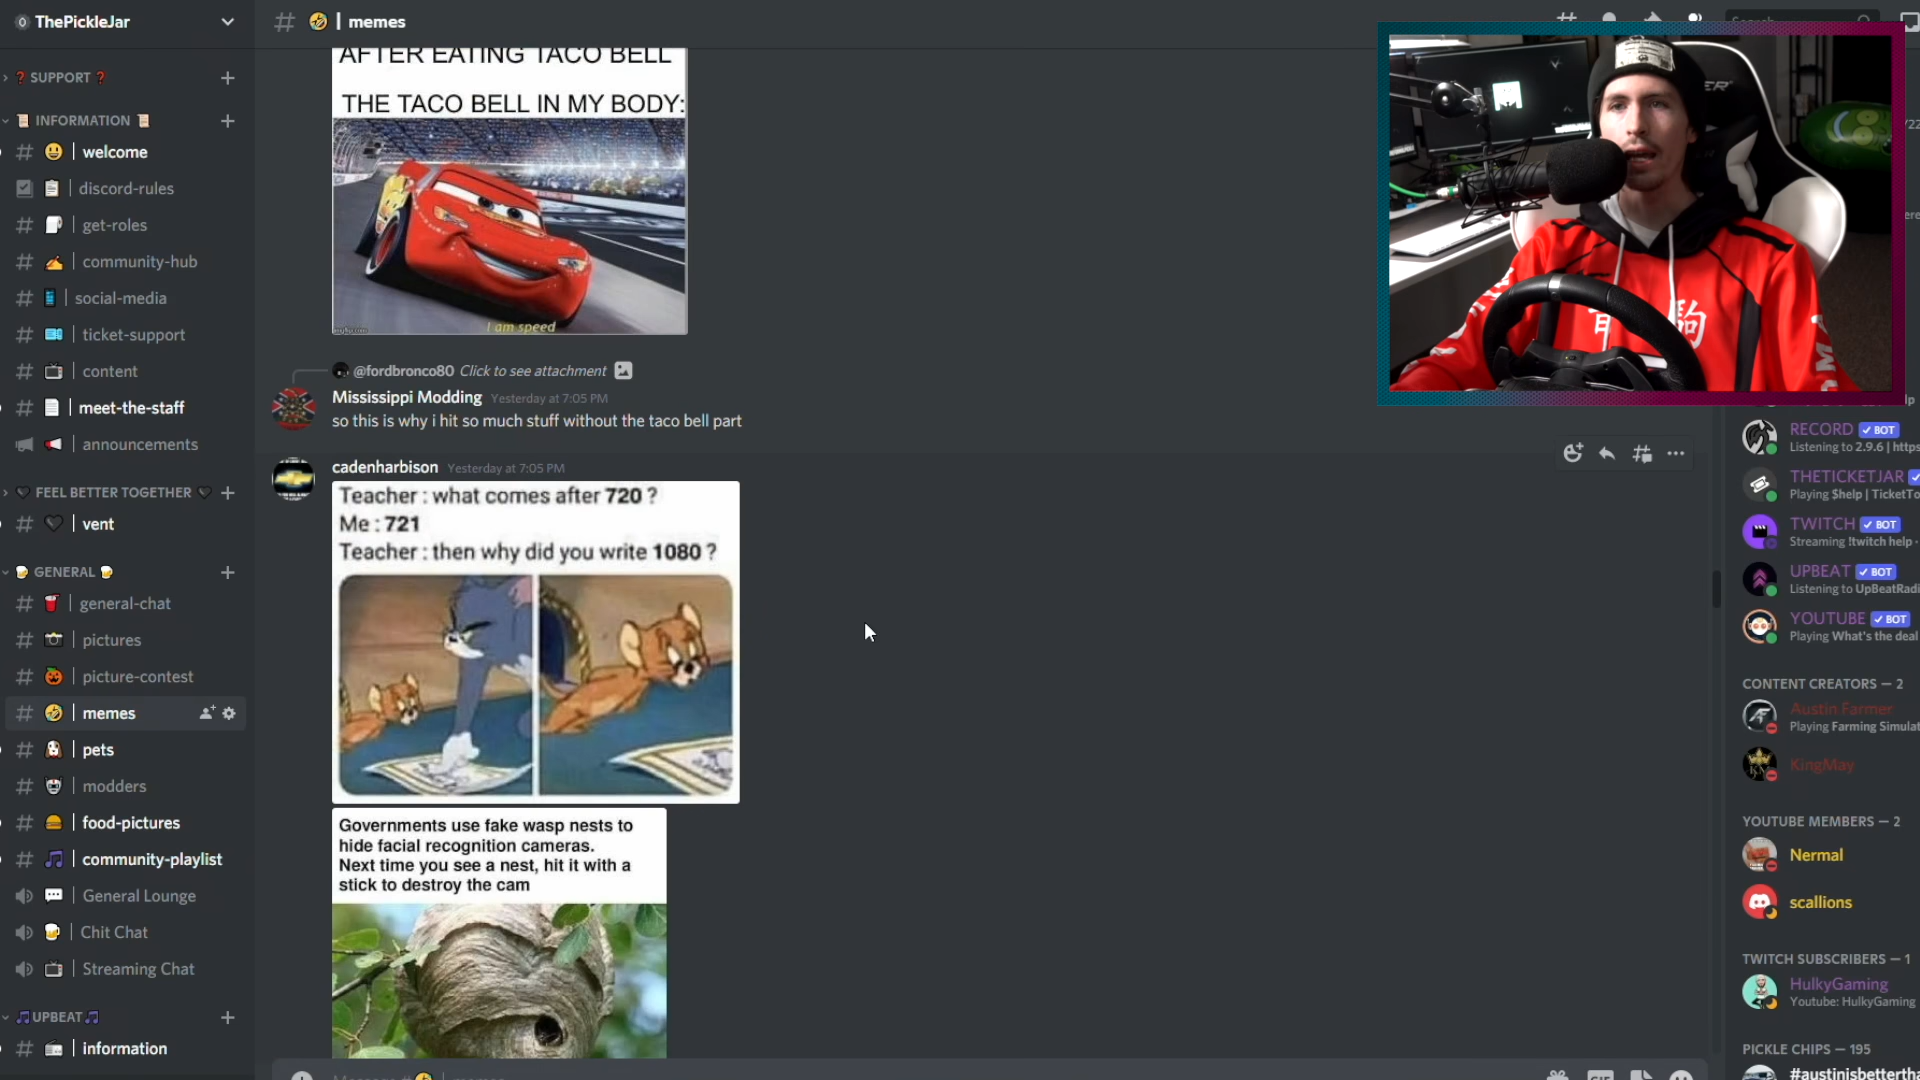 ThePickleJar
memes
Search
SUPPORT
INFORMATION
welcome
discord-rules
get-roles
community-hub
social-media
ticket-support
content
meet-the-staff
announcements
FEEL BETTER TOGETHER
vent
GENERAL
general-chat
pictures
picture-contest
memes
pets
modders
food-pictures
community-playlist
General Lounge
Chit Chat
Streaming Chat
UPBEAT
information
AFTER EATING TACO BELL
THE TACO BELL IN MY BODY:
I am speed
@fordbronco80 Click to see attachment
Mississippi Modding Yesterday at 7:05 PM
so this is why i hit so much stuff without the taco bell part
cadenharbison Yesterday at 7:05 PM
Teacher : what comes after 720 ?
Me : 721
Teacher : then why did you write 1080 ?
Governments use fake wasp nests to
hide facial recognition cameras.
Next time you see a nest, hit it with a
stick to destroy the cam
GIF
RECORD BOT
Listening to 2.9.6 | https
THETICKETJAR
Playing $help | TicketTo
TWITCH BOT
Streaming !twitch help ·
UPBEAT BOT
Listening to UpBeatRadi
YOUTUBE BOT
Playing What's the deal
CONTENT CREATORS — 2
Austin Farmer
Playing Farming Simulat
KingMay
YOUTUBE MEMBERS — 2
Nermal
scallions
TWITCH SUBSCRIBERS — 1
HulkyGaming
Youtube: HulkyGaming
PICKLE CHIPS — 195
#austinisbettertha